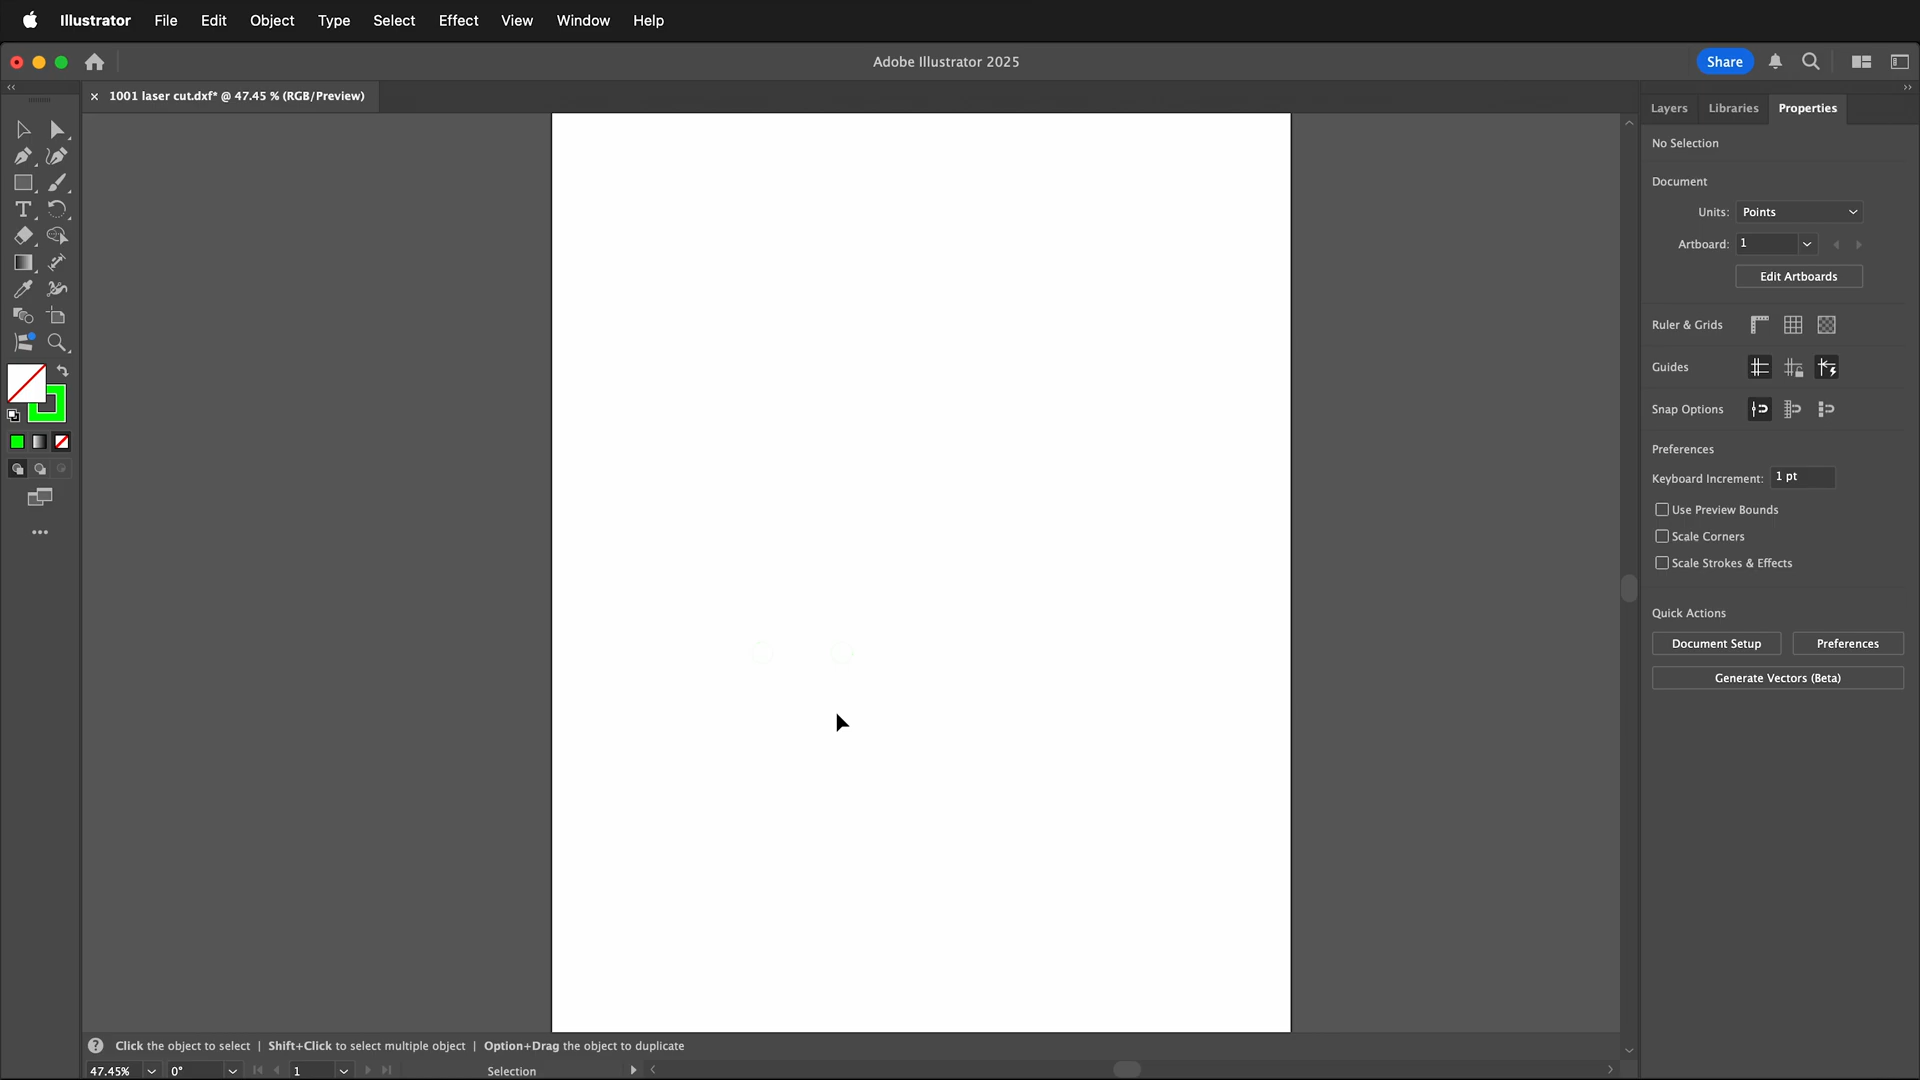 Illustrator File Edit Object Type Select Effect View Window Help
Adobe Illustrator 2025
Share
1001 laser cut.dxf* @ 47.45 % (RGB/Preview)
Layers Libraries Properties
No Selection
Document
Units: Points
Artboard: 1
Edit Artboards
Ruler & Grids
Guides
Snap Options
Preferences
Keyboard Increment: 1 pt
Use Preview Bounds
Scale Corners
Scale Strokes & Effects
Quick Actions
Document Setup Preferences
Generate Vectors (Beta)
? Click the object to select | Shift+Click to select multiple object | Option+Drag the object to duplicate
47.45% 0° 1 Selection